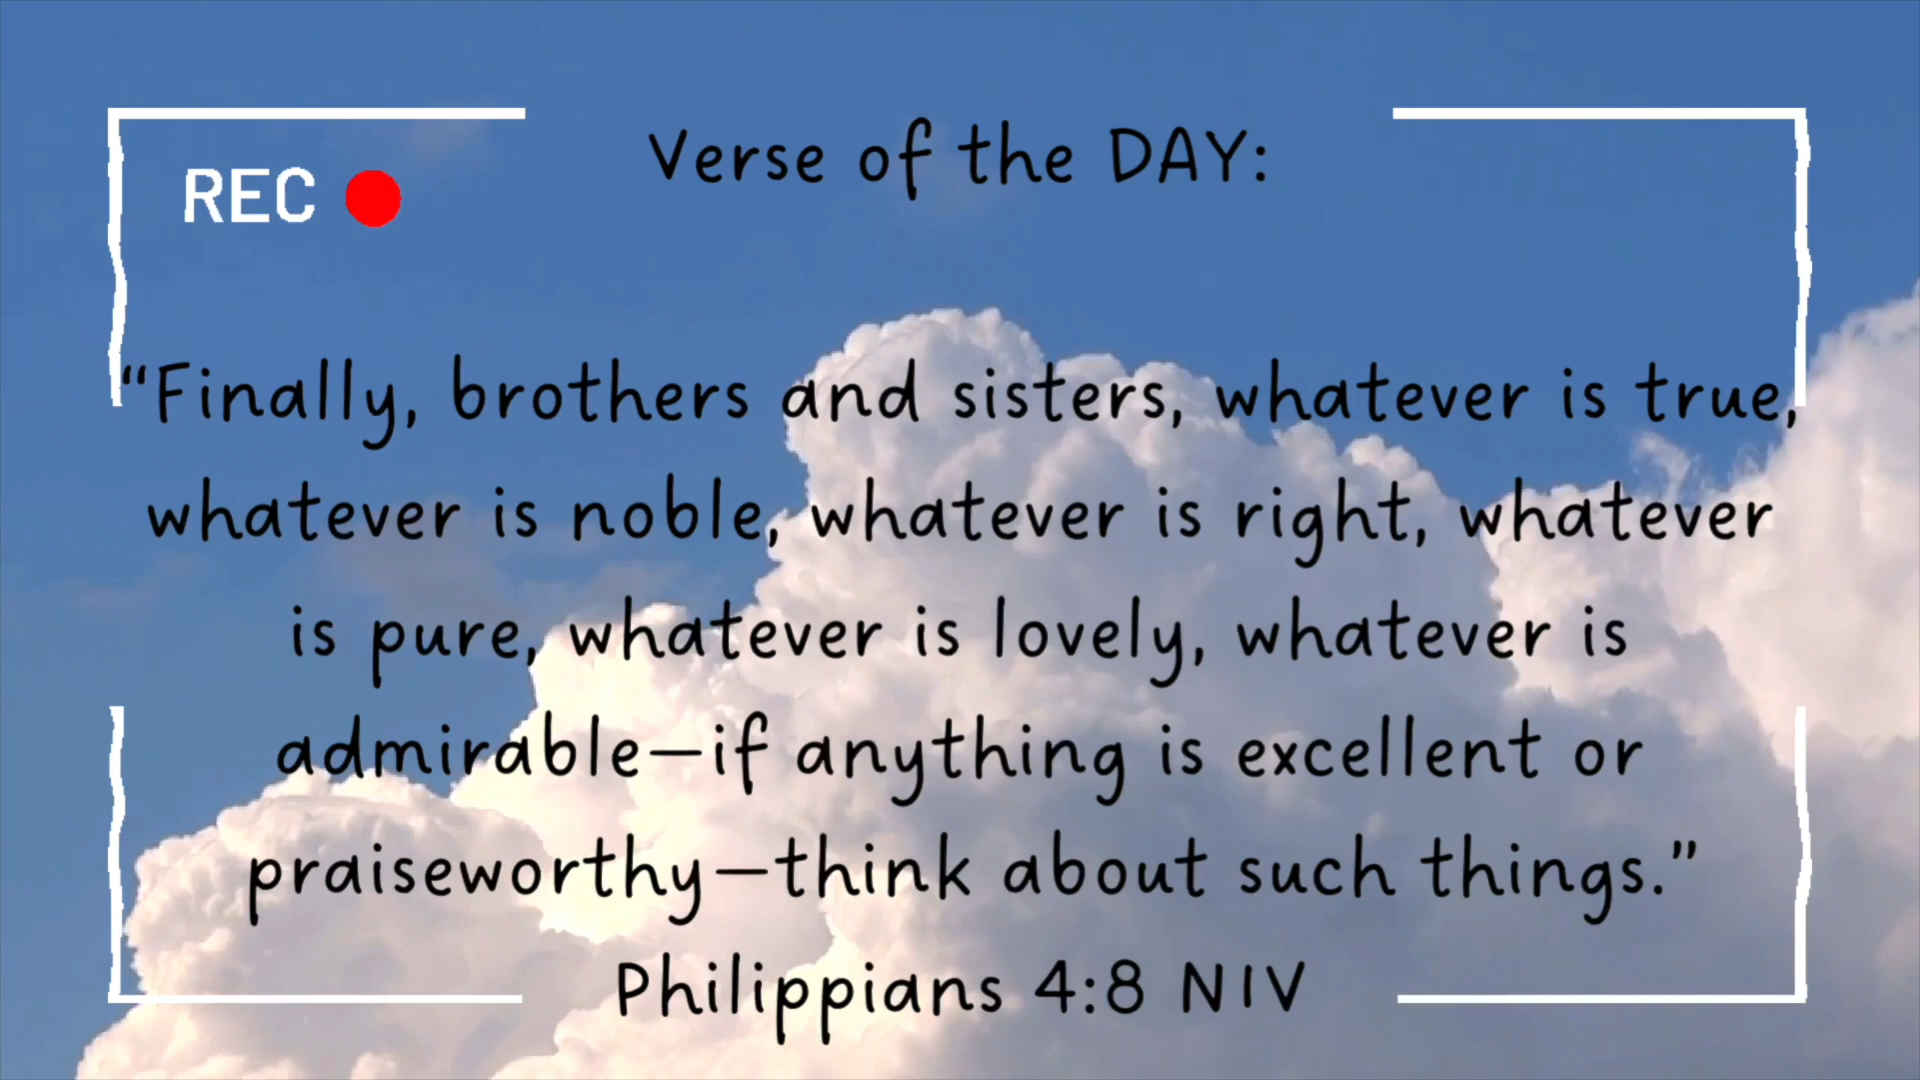 REC
Verse of the DAY:
“Finally, brothers and sisters, whatever is true,
whatever is noble, whatever is right, whatever
is pure, whatever is lovely, whatever is
admirable—if anything is excellent or
praiseworthy—think about such things.”
Philippians 4:8 NIV